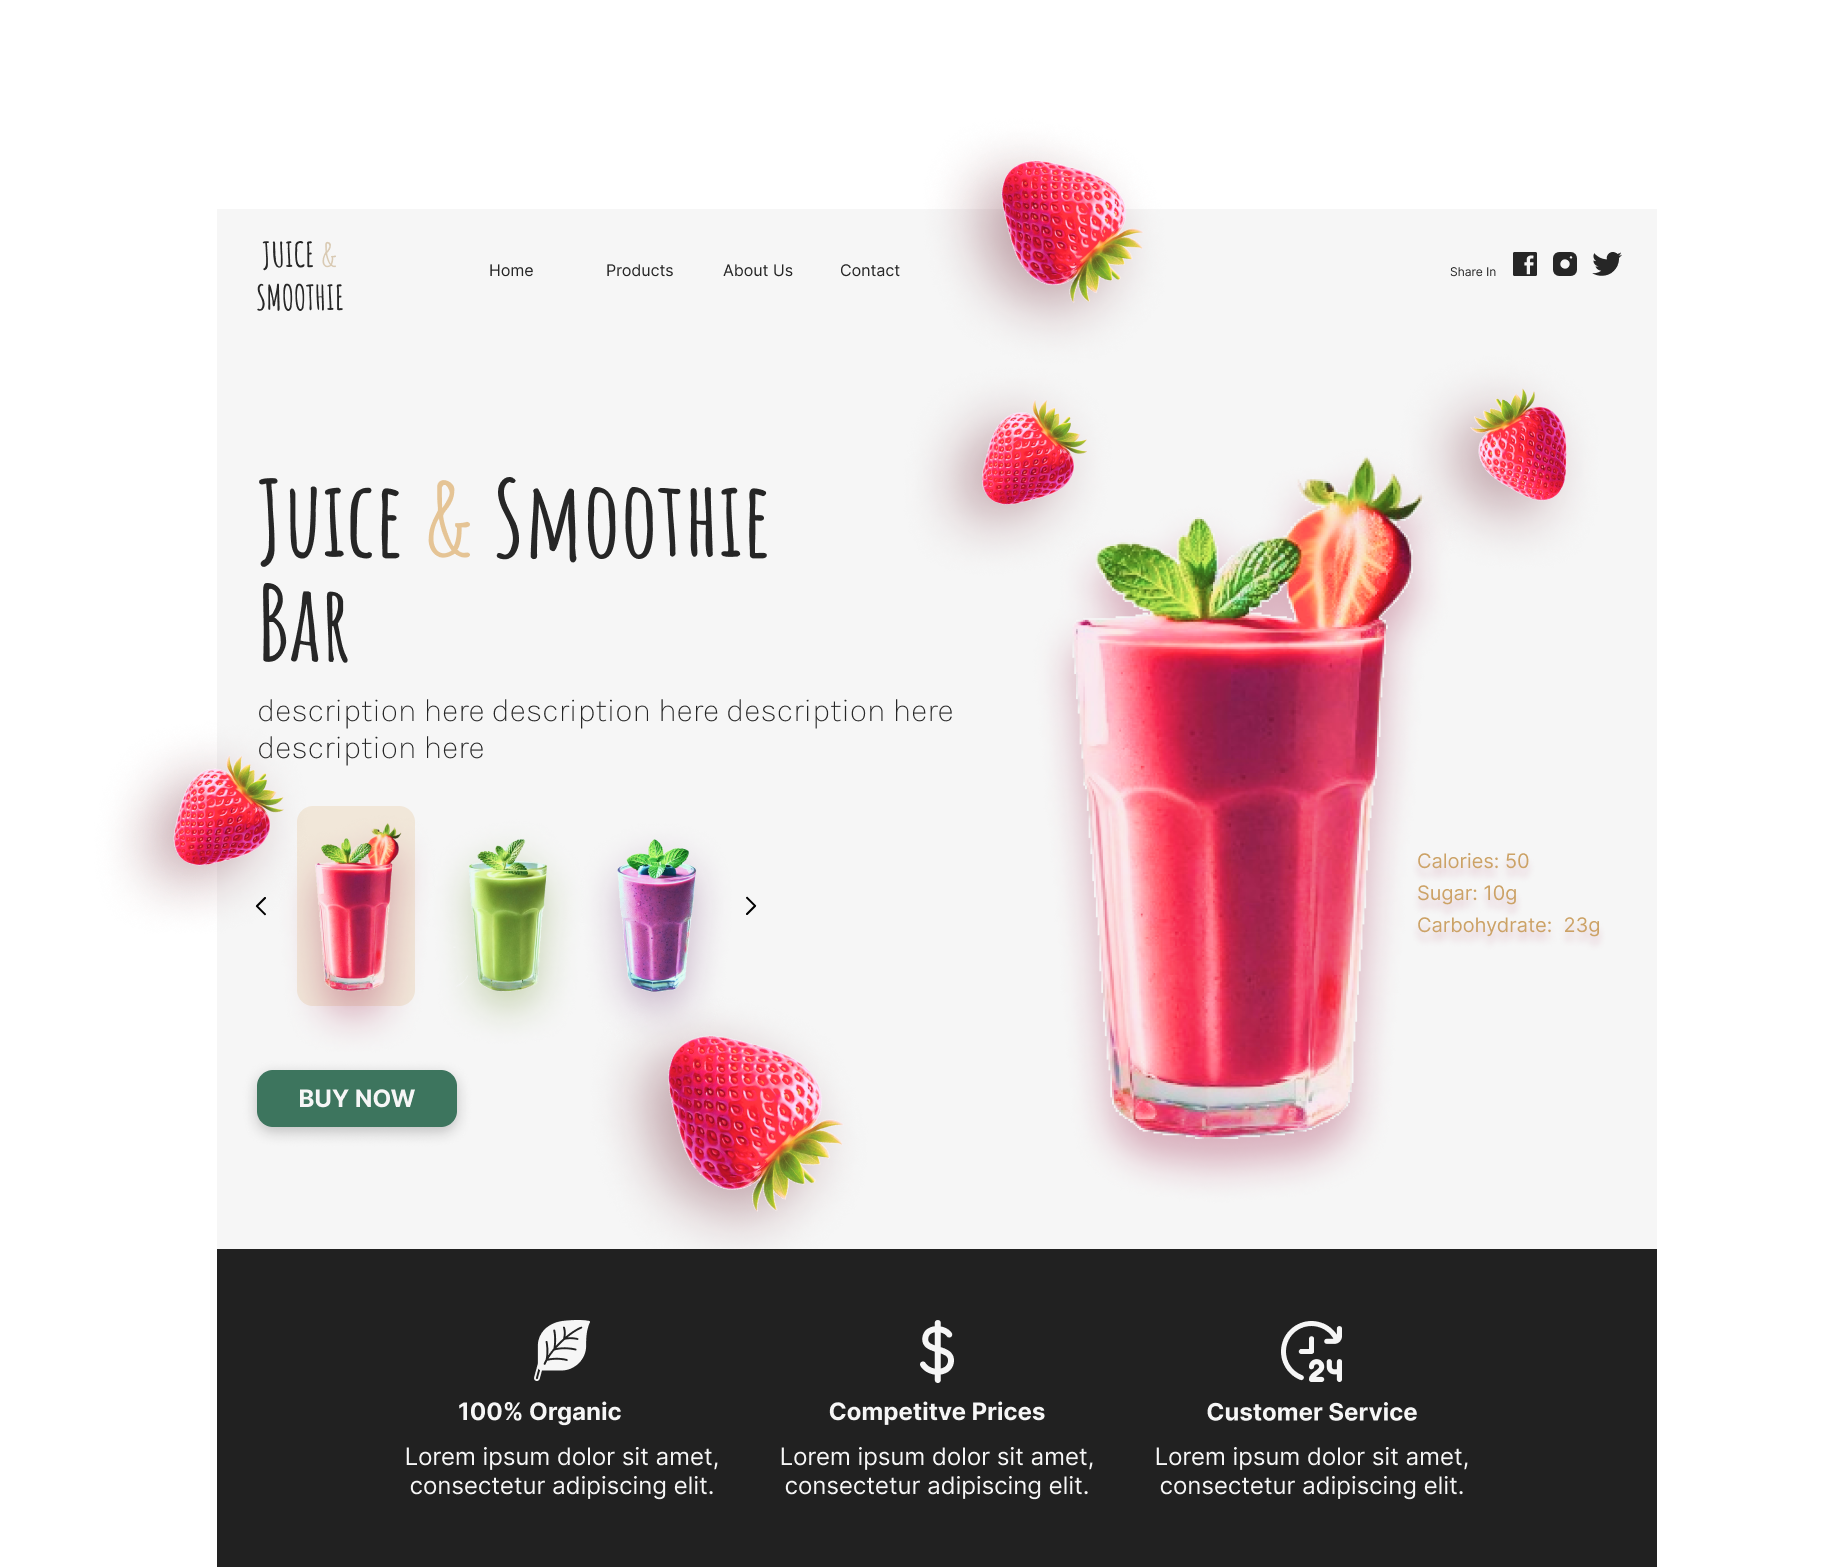 JUICE &
SMOOTHIE
Home Products About Us Contact
Share In
JUICE & SMOOTHIE
BAR
description here description here description here
description here
Calories: 50
Sugar: 10g
Carbohydrate: 23g
BUY NOW
24
100% Organic
Lorem ipsum dolor sit amet,
consectetur adipiscing elit.
Competitve Prices
Lorem ipsum dolor sit amet,
consectetur adipiscing elit.
Customer Service
Lorem ipsum dolor sit amet,
consectetur adipiscing elit.